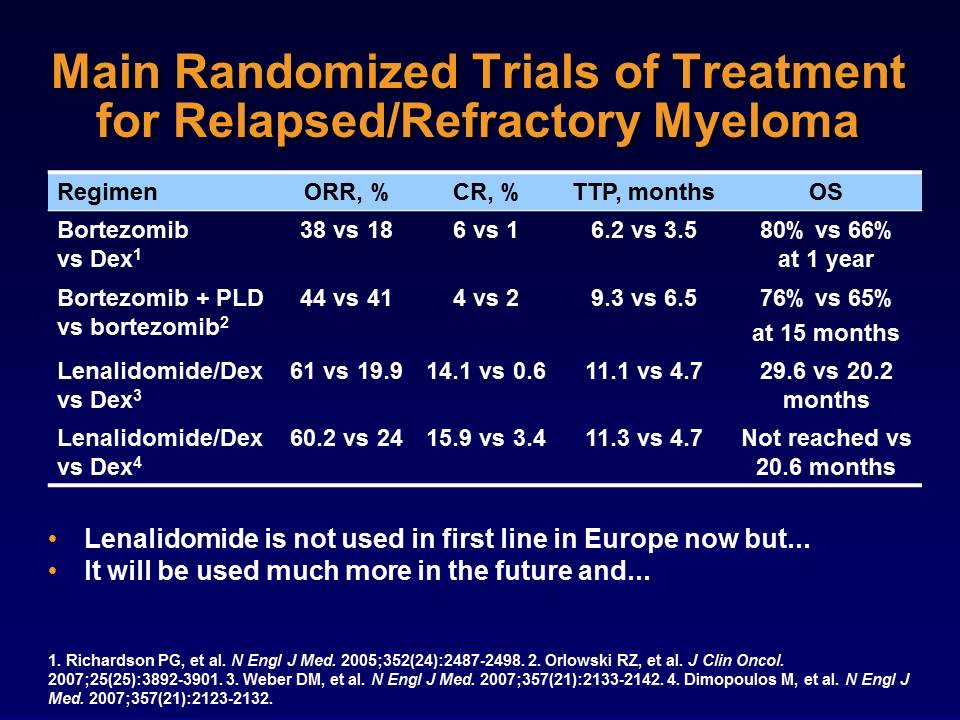 Main Randomized Trials of Treatment
for Relapsed/Refractory Myeloma
Regimen ORR, % CR, % TTP, months OS
Bortezomib 38 vs 18 6 vs 1 6.2 vs 3.5 80% vs 66%
vs Dex1 at 1 year
Bortezomib + PLD 44 vs 41 4 vs 2 9.3 vs 6.5 76% vs 65%
vs bortezomib2 at 15 months
Lenalidomide/Dex 61 vs 19.9 14.1 vs 0.6 11.1 vs 4.7 29.6 vs 20.2
vs Dex3 months
Lenalidomide/Dex 60.2 vs 24 15.9 vs 3.4 11.3 vs 4.7 Not reached vs
vs Dex4 20.6 months
• Lenalidomide is not used in first line in Europe now but...
• It will be used much more in the future and...
1. Richardson PG, et al. N Engl J Med. 2005;352(24):2487-2498. 2. Orlowski RZ, et al. J Clin Oncol.
2007;25(25):3892-3901. 3. Weber DM, et al. N Engl J Med. 2007;357(21):2133-2142. 4. Dimopoulos M, et al. N Engl J
Med. 2007;357(21):2123-2132.